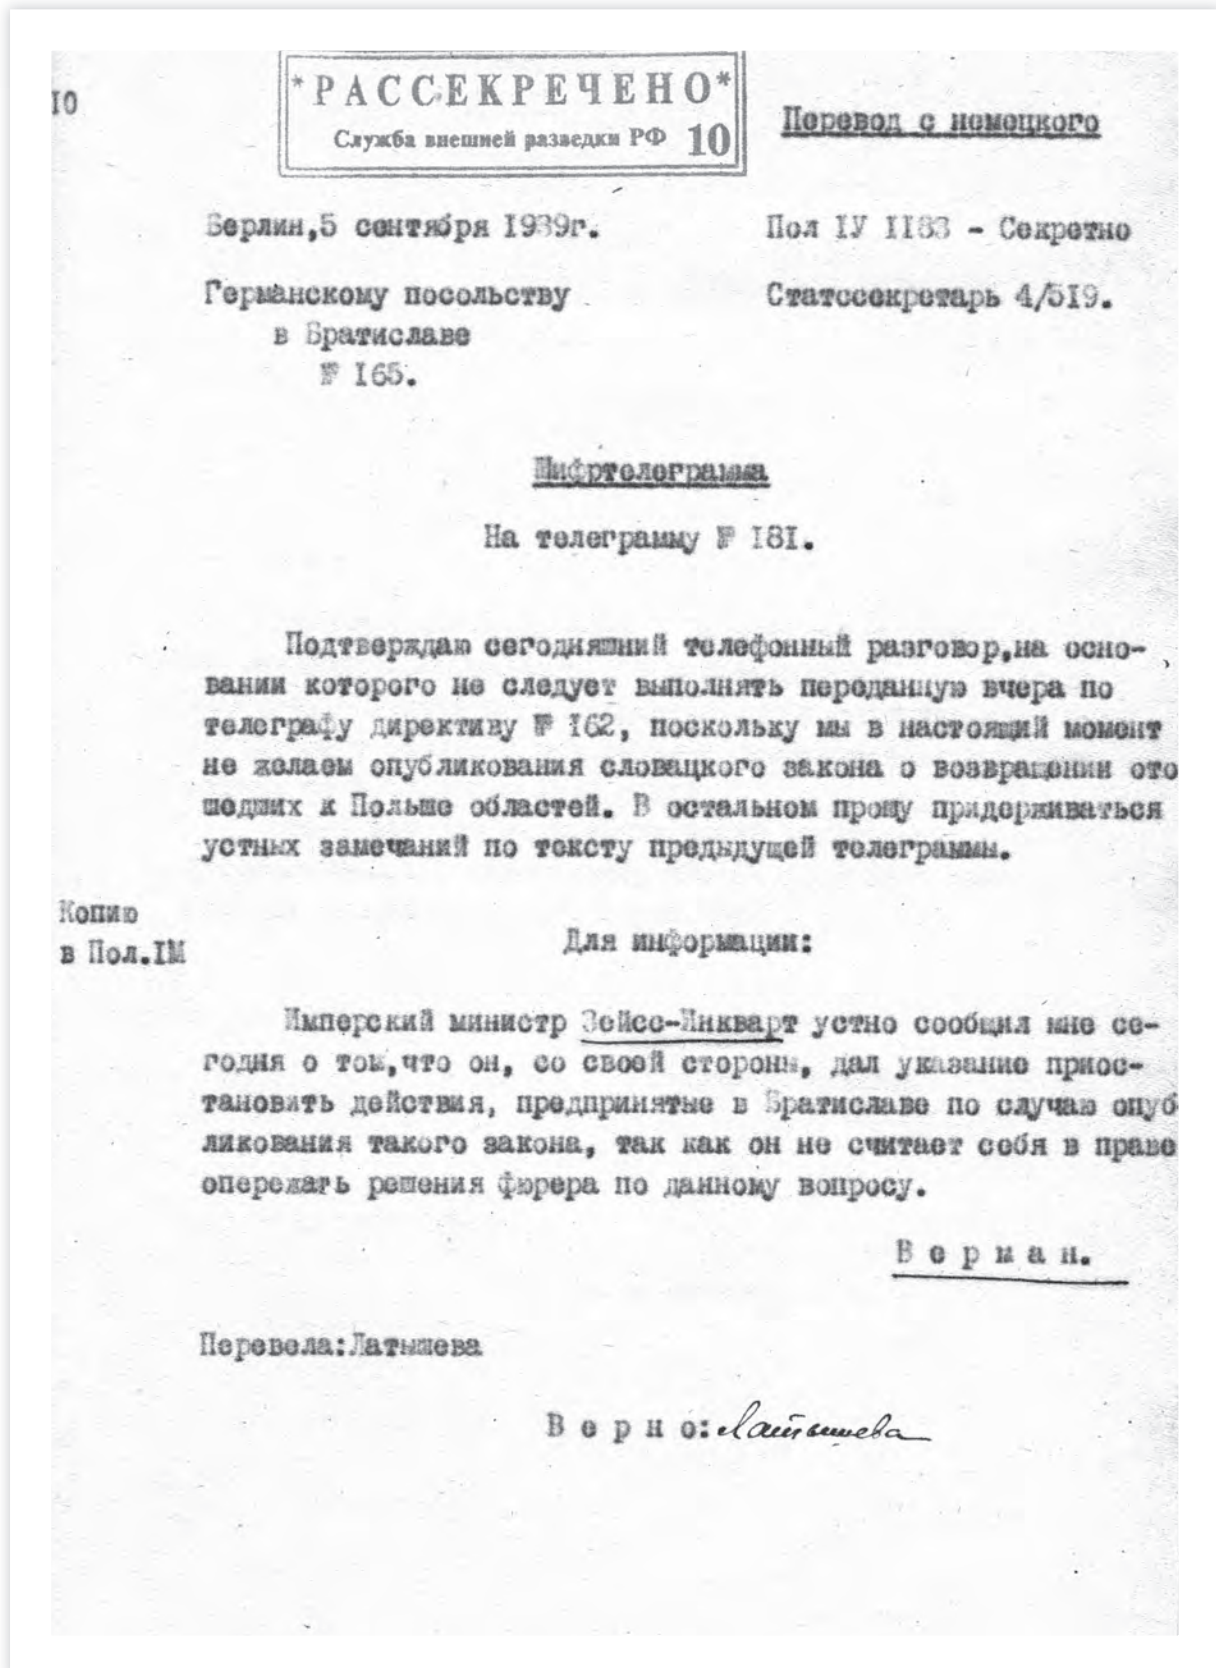 10
*РАССЕКРЕЧЕНО*
Служба внешней разведки РФ 10
Перевод с немецкого
Берлин,5 сентября 1939г.
Пол IУ II33 - Секретно
Германскому посольству
Статссекретарь 4/519.
в Братиславе
№ 165.
Шифртелеграмма
На телеграмму № 181.
Подтверждаю сегодняшний телефонный разговор,на осно-
вании которого не следует выполнять переданную вчера по
телеграфу директиву № 162, поскольку мы в настоящий момент
не желаем опубликования словацкого закона о возвращении ото
шедших к Польше областей. В остальном прошу придерживаться
устных замечаний по тексту предыдущей телеграммы.
Копию
в Пол.IМ
Для информации:
Имперский министр Зейсс-Инкварт устно сообщил мне се-
годня о том,что он, со своей стороны, дал указание приос-
тановить действия, предпринятые в Братиславе по случаю опуб
ликования такого закона, так как он не считает себя в праве
опережать решения фюрера по данному вопросу.
Верман.
Перевела:Латышева
Верно:Латышева